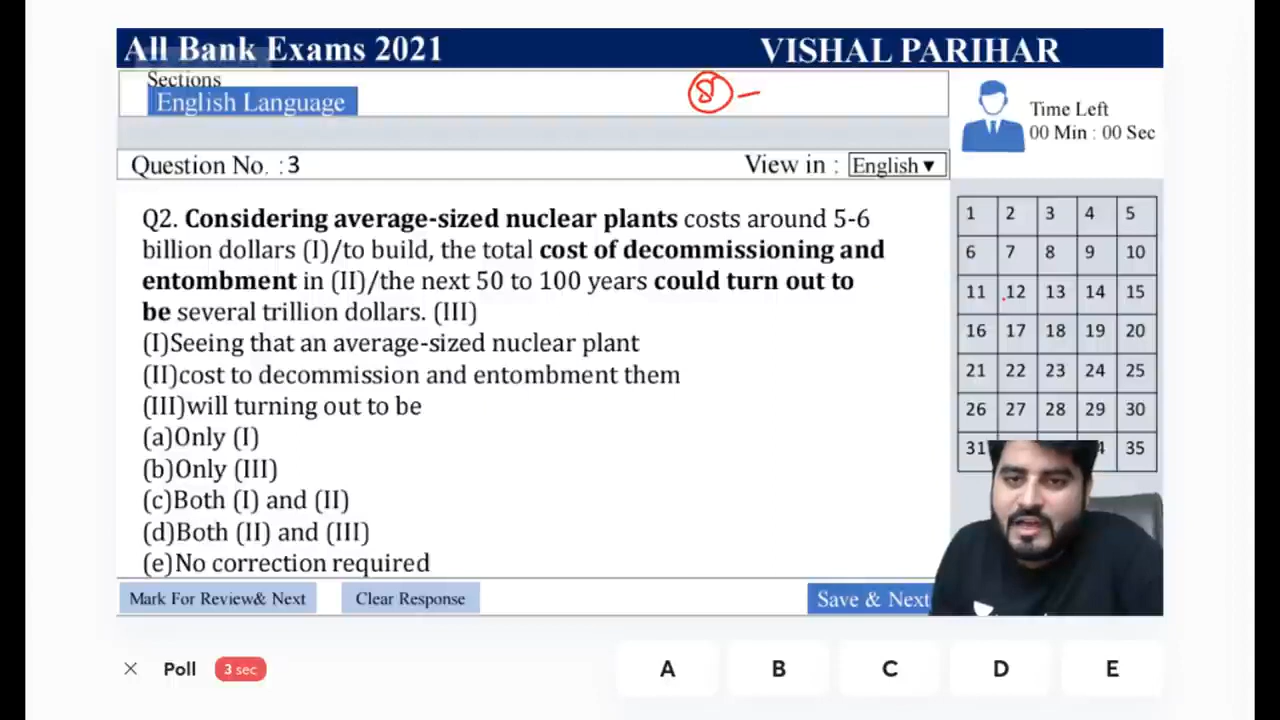 All Bank Exams 2021
VISHAL PARIHAR
Sections
English Language
8 –
Time Left
00 Min : 00 Sec
Question No. : 3
View in : English ▼
Q2. Considering average-sized nuclear plants costs around 5-6
billion dollars (I)/to build, the total cost of decommissioning and
entombment in (II)/the next 50 to 100 years could turn out to
be several trillion dollars. (III)
(I)Seeing that an average-sized nuclear plant
(II)cost to decommission and entombment them
(III)will turning out to be
(a)Only (I)
(b)Only (III)
(c)Both (I) and (II)
(d)Both (II) and (III)
(e)No correction required
1 2 3 4 5
6 7 8 9 10
11 12 13 14 15
16 17 18 19 20
21 22 23 24 25
26 27 28 29 30
31 35
Mark For Review& Next
Clear Response
Save & Next
× Poll 3 sec
A B C D E